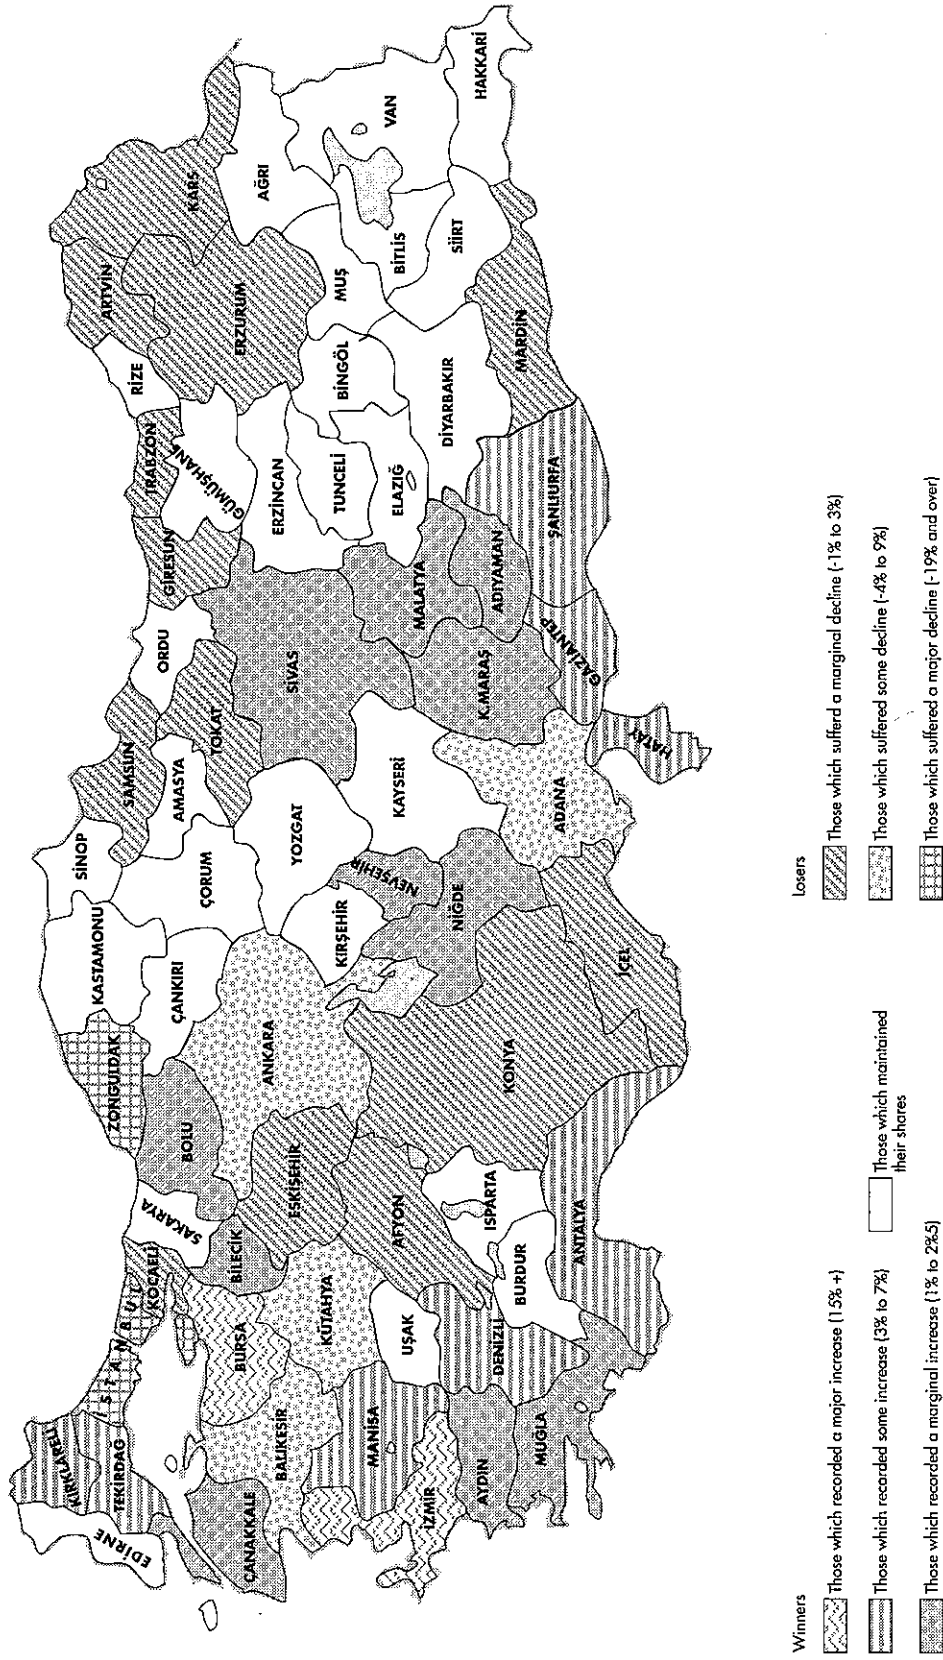 KIRKLARELİ
EDİRNE
TEKİRDAG
İSTANBUL
KOCAELİ
SAKARYA
ZONGULDAK
BOLU
KASTAMONU
ÇANKIRI
SİNOP
SAMSUN
AMASYA
ÇORUM
ORDU
TOKAT
GİRESUN
TRABZON
GÜMÜŞHANE
RİZE
ARTVİN
KARS
ERZURUM
AĞRI
ÇANAKKALE
BALIKESİR
BURSA
BİLECİK
KÜTAHYA
ESKİŞEHİR
ANKARA
KIRŞEHİR
YOZGAT
SİVAS
ERZİNCAN
TUNCELİ
BİNGÖL
MUŞ
BİTLİS
VAN
HAKKARİ
SİİRT
İZMİR
MANİSA
UŞAK
AFYON
AYDIN
DENİZLİ
MUĞLA
BURDUR
ISPARTA
ANTALYA
KONYA
NEVŞEHİR
NİĞDE
KAYSERİ
İÇEL
ADANA
K.MARAŞ
MALATYA
ELAZIĞ
ADIYAMAN
DİYARBAKIR
MARDİN
ŞANLIURFA
GAZİANTEP
HATAY
Winners
Those which recorded a major increase (15% +)
Those which recorded some increase (3% to 7%)
Those which recorded a marginal increase (1% to 2%5)
Those which maintained
their shares
Losers
Those which sufferd a marginal decline (-1% to 3%)
Those which suffered some decline (-4% to 9%)
Those which suffered a major decline (-19% and over)